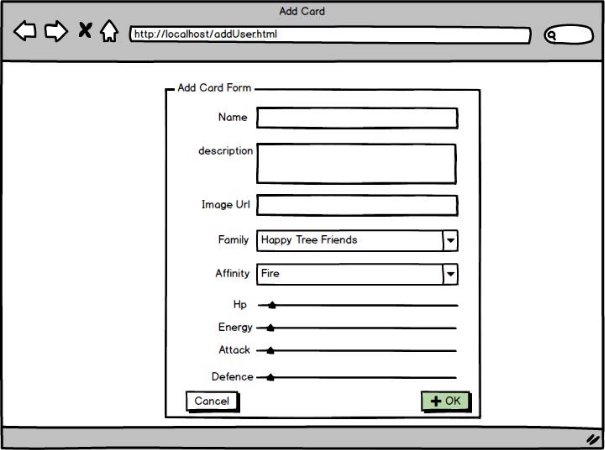 Add Card
http://localhost/addUser.html
Add Card Form
Name
description
Image Url
Family Happy Tree Friends
Affinity Fire
Hp
Energy
Attack
Defence
Cancel
OK